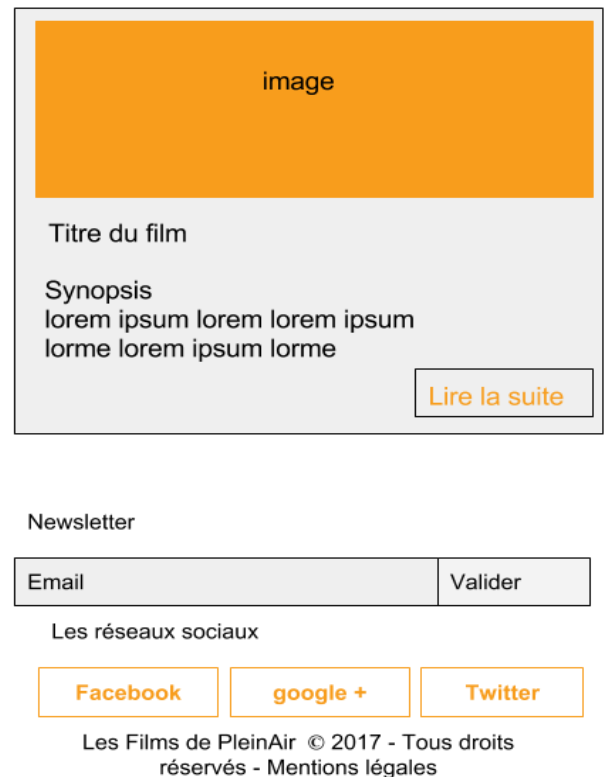 image
Titre du film
Synopsis
lorem ipsum lorem lorem ipsum
lorme lorem ipsum lorme
Lire la suite
Newsletter
Email Valider
Les réseaux sociaux
Facebook google + Twitter
Les Films de PleinAir © 2017 - Tous droits
réservés - Mentions légales